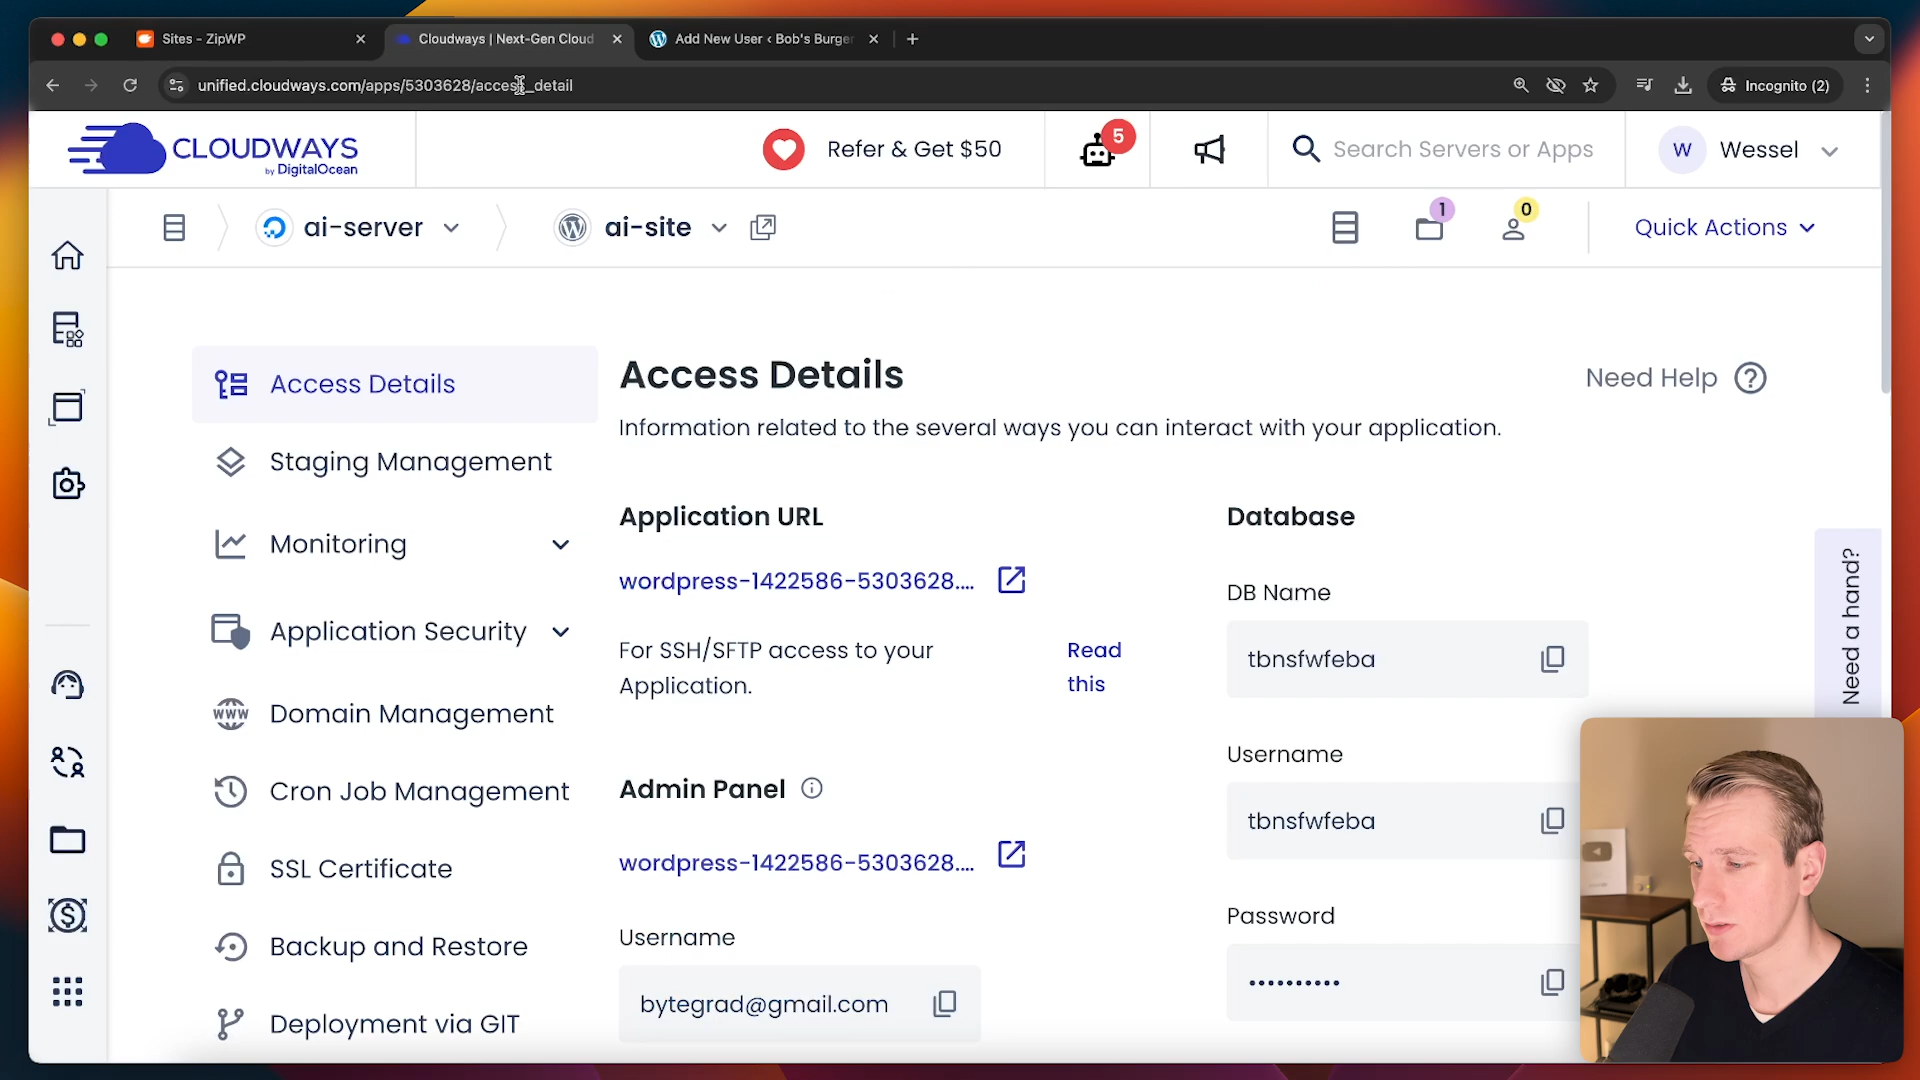 Sites - ZipWP
Cloudways | Next-Gen Cloud
Add New User ‹ Bob's Burger
unified.cloudways.com/apps/5303628/access_detail
Incognito (2)
CLOUDWAYS
by DigitalOcean
Refer & Get $50
5
Search Servers or Apps
W
Wessel
ai-server
ai-site
1
0
Quick Actions
Access Details
Staging Management
Monitoring
Application Security
WWW
Domain Management
Cron Job Management
SSL Certificate
Backup and Restore
Deployment via GIT
Access Details
Need Help
Information related to the several ways you can interact with your application.
Application URL
wordpress-1422586-5303628....
For SSH/SFTP access to your
Application.
Read
this
Admin Panel
wordpress-1422586-5303628....
Username
bytegrad@gmail.com
Database
DB Name
tbnsfwfeba
Username
tbnsfwfeba
Password
••••••••••
Need a hand?